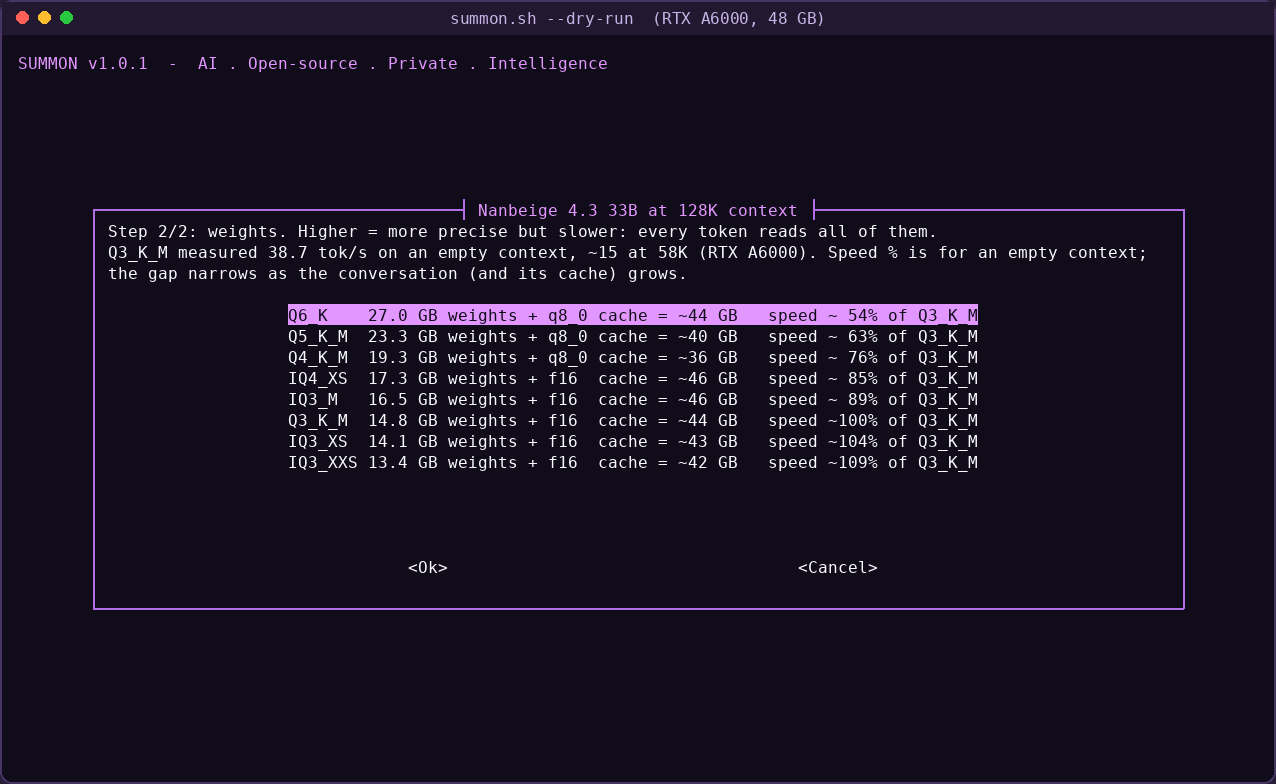 summon.sh --dry-run  (RTX A6000, 48 GB)
SUMMON v1.0.1  -  AI . Open-source . Private . Intelligence
Nanbeige 4.3 33B at 128K context
Step 2/2: weights. Higher = more precise but slower: every token reads all of them.
Q3_K_M measured 38.7 tok/s on an empty context, ~15 at 58K (RTX A6000). Speed % is for an empty context;
the gap narrows as the conversation (and its cache) grows.
Q6_K    27.0 GB weights + q8_0 cache = ~44 GB   speed ~ 54% of Q3_K_M
Q5_K_M  23.3 GB weights + q8_0 cache = ~40 GB   speed ~ 63% of Q3_K_M
Q4_K_M  19.3 GB weights + q8_0 cache = ~36 GB   speed ~ 76% of Q3_K_M
IQ4_XS  17.3 GB weights + f16  cache = ~46 GB   speed ~ 85% of Q3_K_M
IQ3_M   16.5 GB weights + f16  cache = ~46 GB   speed ~ 89% of Q3_K_M
Q3_K_M  14.8 GB weights + f16  cache = ~44 GB   speed ~100% of Q3_K_M
IQ3_XS  14.1 GB weights + f16  cache = ~43 GB   speed ~104% of Q3_K_M
IQ3_XXS 13.4 GB weights + f16  cache = ~42 GB   speed ~109% of Q3_K_M
<Ok>                                   <Cancel>